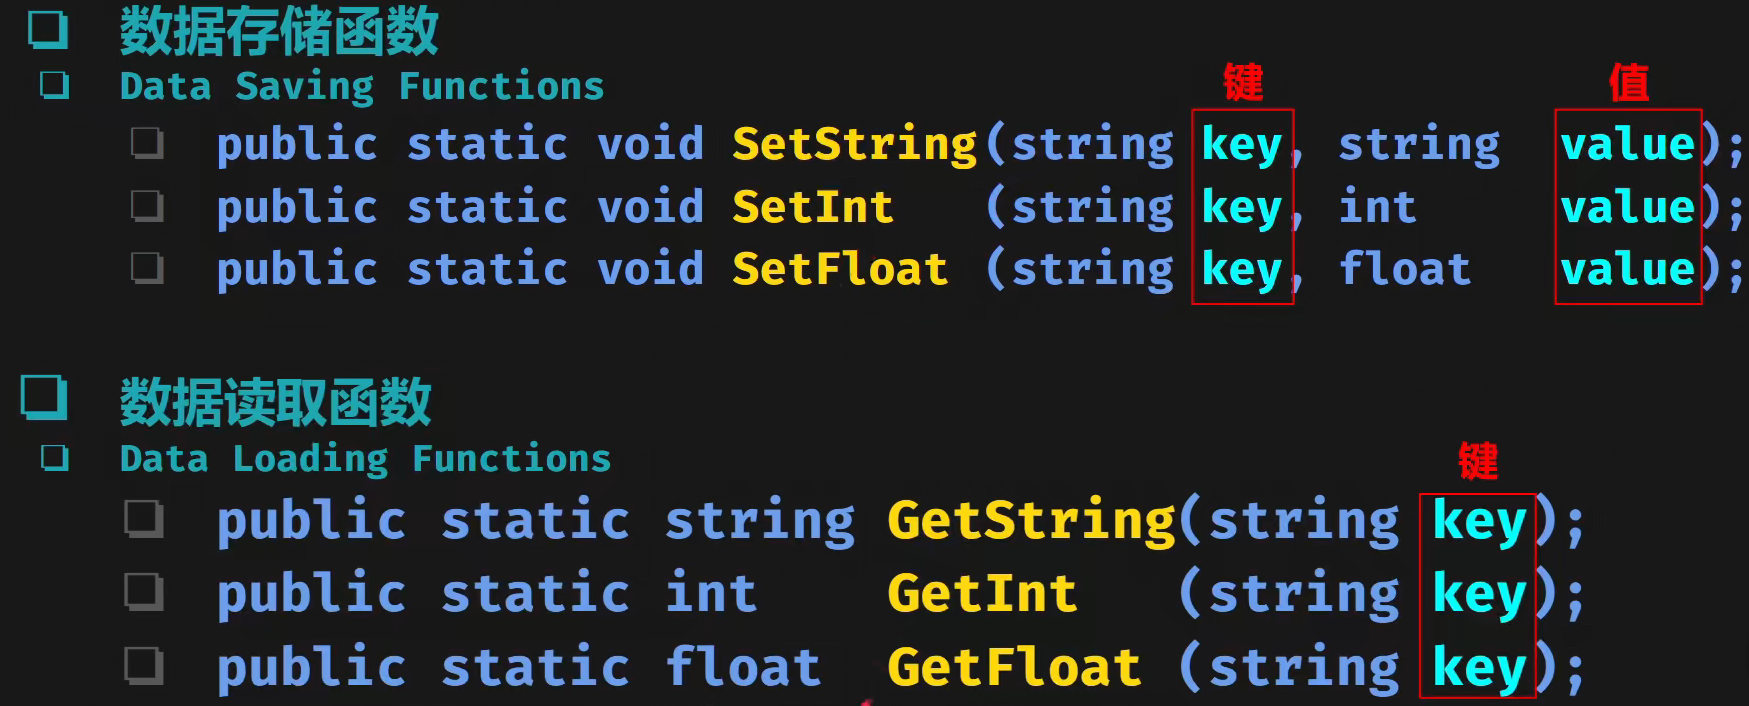 数据存储函数
Data Saving Functions
键 值
public static void SetString(string key, string value);
public static void SetInt (string key, int value);
public static void SetFloat (string key, float value);
数据读取函数
Data Loading Functions
键
public static string GetString(string key);
public static int GetInt (string key);
public static float GetFloat (string key);